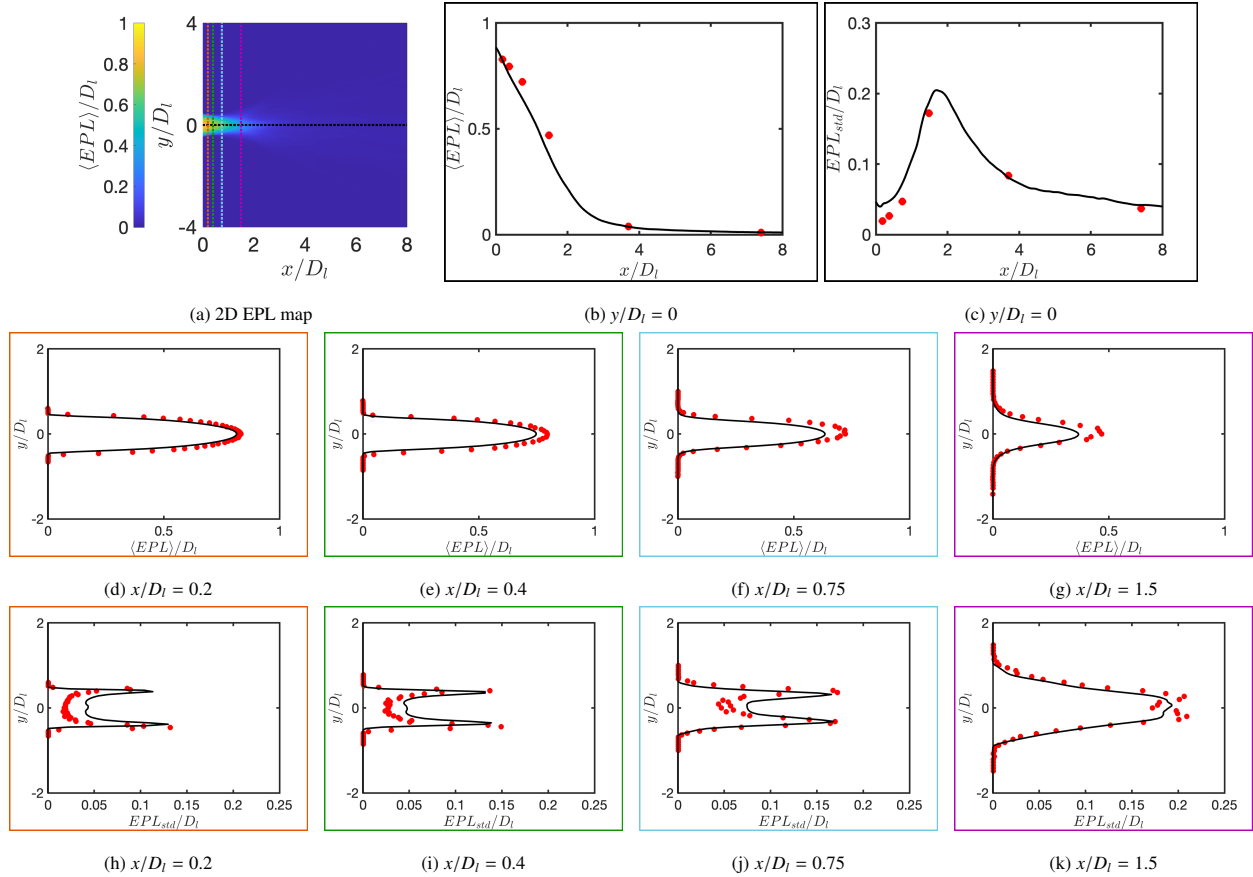 ⟨EPL⟩/D_l
1
0.8
0.6
0.4
0.2
0
y/D_l
4
0
-4
0 2 4 6 8
x/D_l
⟨EPL⟩/D_l
1
0.5
0
0 2 4 6 8
x/D_l
EPL_std/D_l
0.3
0.2
0.1
0
0 2 4 6 8
x/D_l
(a) 2D EPL map
(b) y/D_l = 0
(c) y/D_l = 0
y/D_l
2
0
-2
0 0.5 1
⟨EPL⟩/D_l
y/D_l
2
0
-2
0 0.5 1
⟨EPL⟩/D_l
y/D_l
2
0
-2
0 0.5 1
⟨EPL⟩/D_l
y/D_l
2
0
-2
0 0.5 1
⟨EPL⟩/D_l
(d) x/D_l = 0.2
(e) x/D_l = 0.4
(f) x/D_l = 0.75
(g) x/D_l = 1.5
y/D_l
2
0
-2
0 0.05 0.1 0.15 0.2 0.25
EPL_std/D_l
y/D_l
2
0
-2
0 0.05 0.1 0.15 0.2 0.25
EPL_std/D_l
y/D_l
2
0
-2
0 0.05 0.1 0.15 0.2 0.25
EPL_std/D_l
y/D_l
2
0
-2
0 0.05 0.1 0.15 0.2 0.25
EPL_std/D_l
(h) x/D_l = 0.2
(i) x/D_l = 0.4
(j) x/D_l = 0.75
(k) x/D_l = 1.5